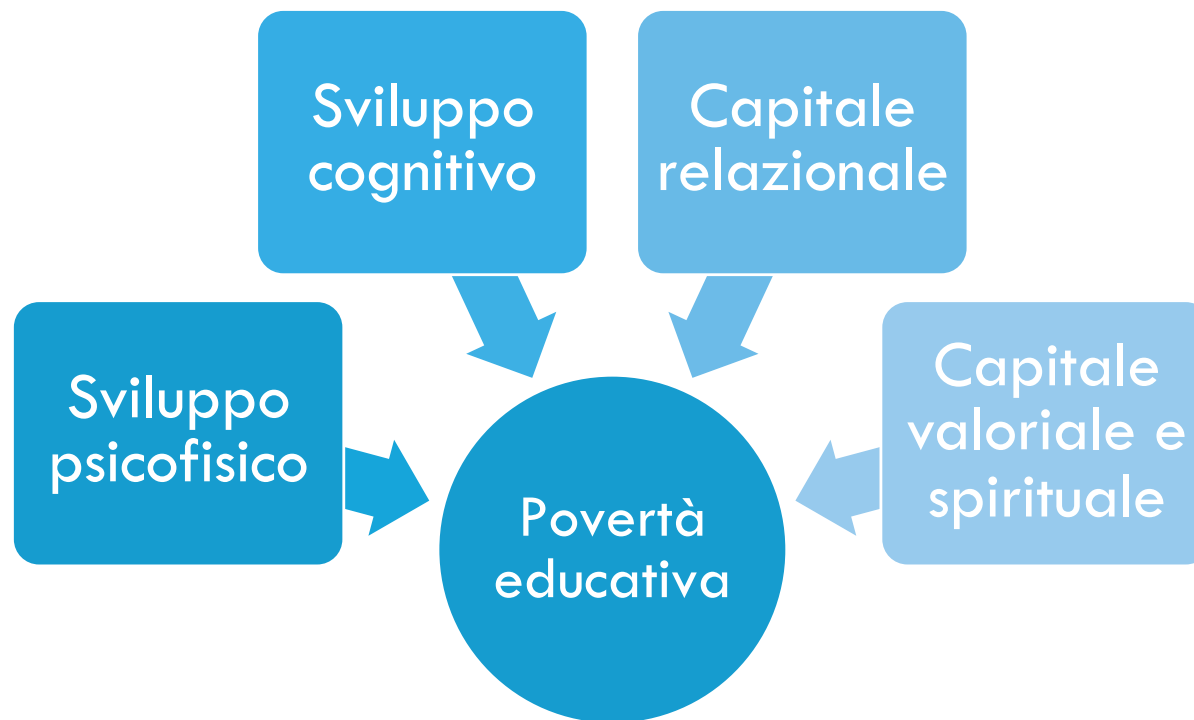 Sviluppo
cognitivo
Capitale
relazionale
Sviluppo
psicofisico
Capitale
valoriale e
spirituale
Povertà
educativa